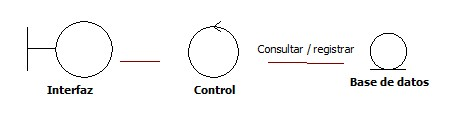 Consultar / registrar
Interfaz
Control
Base de datos